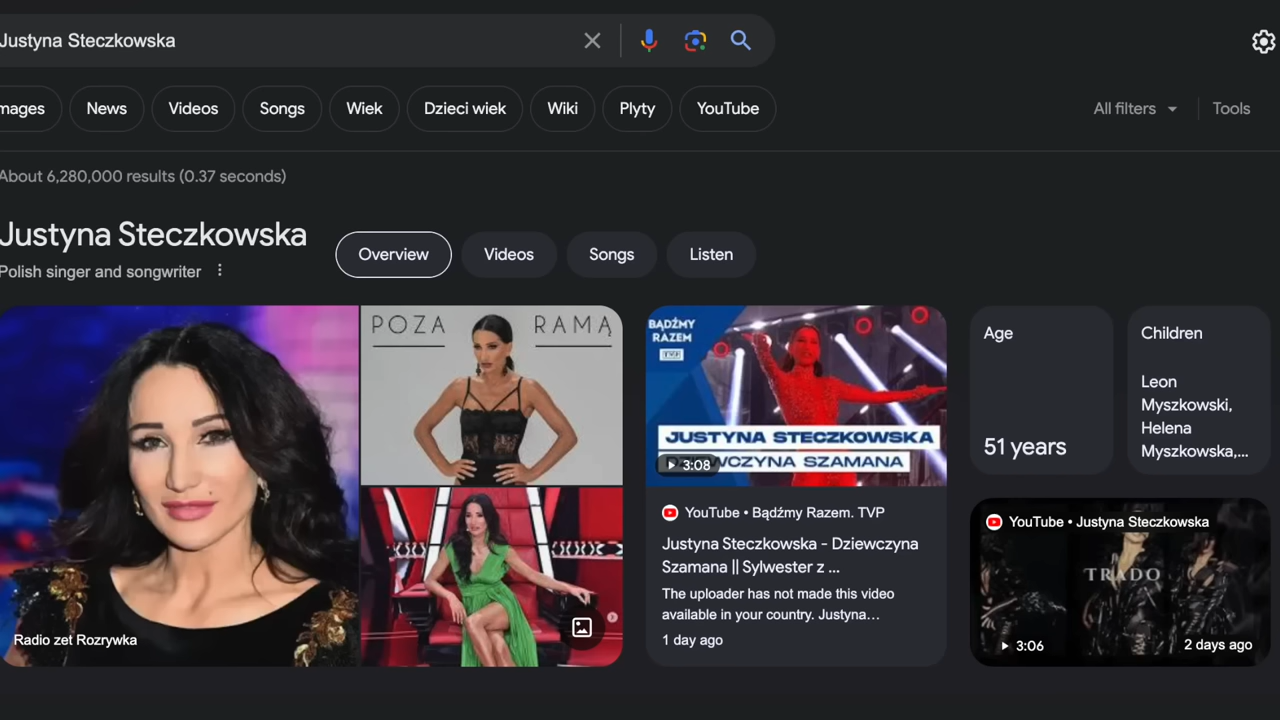 Justyna Steczkowska
mages
News
Videos
Songs
Wiek
Dzieci wiek
Wiki
Plyty
YouTube
All filters
Tools
About 6,280,000 results (0.37 seconds)
Justyna Steczkowska
Polish singer and songwriter
Overview
Videos
Songs
Listen
Radio zet Rozrywka
POZA RAMĄ
BĄDŹMY
RAZEM
TVP
JUSTYNA STECZKOWSKA
DZIEWCZYNA SZAMANA
3:08
YouTube • Bądźmy Razem. TVP
Justyna Steczkowska - Dziewczyna
Szamana || Sylwester z ...
The uploader has not made this video
available in your country. Justyna...
1 day ago
Age
51 years
Children
Leon
Myszkowski,
Helena
Myszkowska,...
YouTube • Justyna Steczkowska
TRADO
3:06
2 days ago